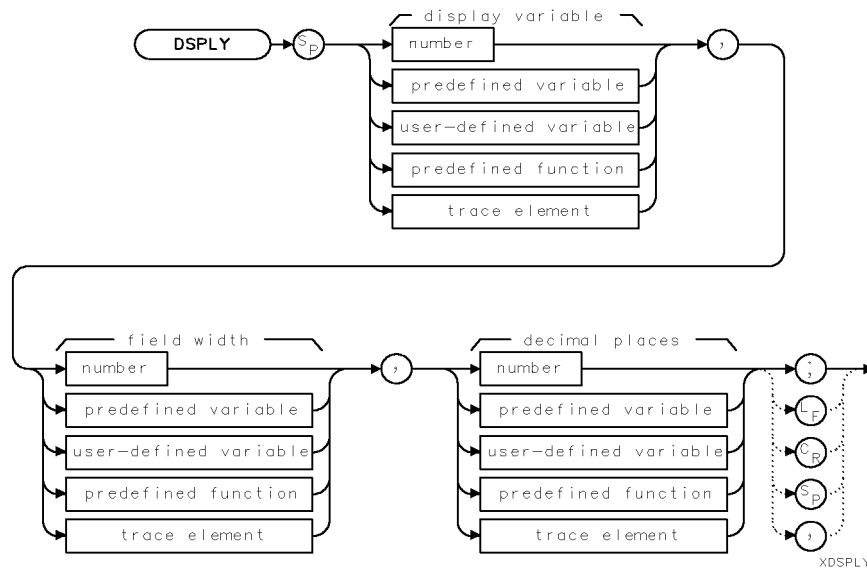 display variable
DSPLY SP number ,
predefined variable
user-defined variable
predefined function
trace element
field width decimal places
number , number ;
predefined variable predefined variable LF
user-defined variable user-defined variable CR
predefined function predefined function SP
trace element trace element ,
XDSPLY